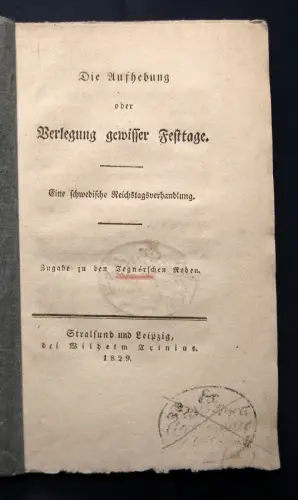 Die Aufhebung
oder
Verlegung gewisser Festtage.
Eine schwedische Reichstagsverhandlung.
Zugabe zu den Tegnérschen Reden.
Stralsund und Leipzig,
bei Wilhelm Trinius.
1829.
Ex